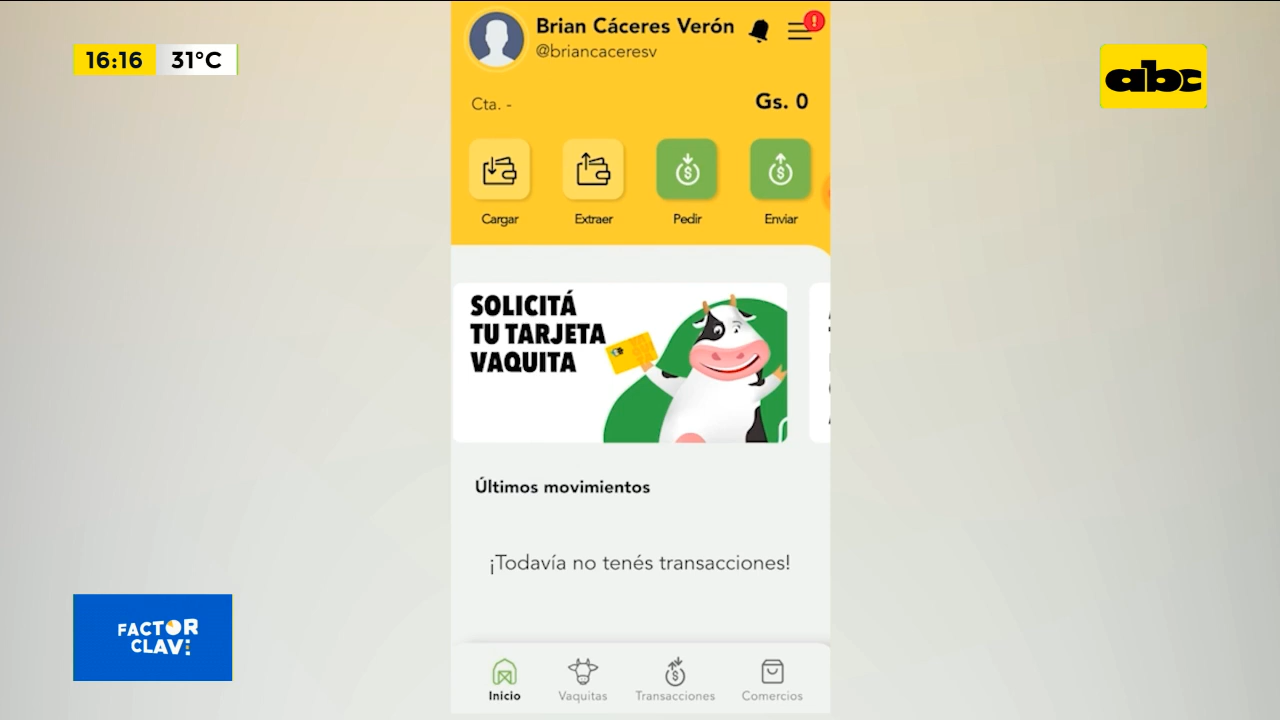 16:16 31°C
abc
Brian Cáceres Verón
@briancaceresv
Cta. -
Gs. 0
Cargar
Extraer
Pedir
Enviar
SOLICITÁ
TU TARJETA
VAQUITA
Últimos movimientos
¡Todavía no tenés transacciones!
FACTOR
CLAVE
Inicio
Vaquitas
Transacciones
Comercios